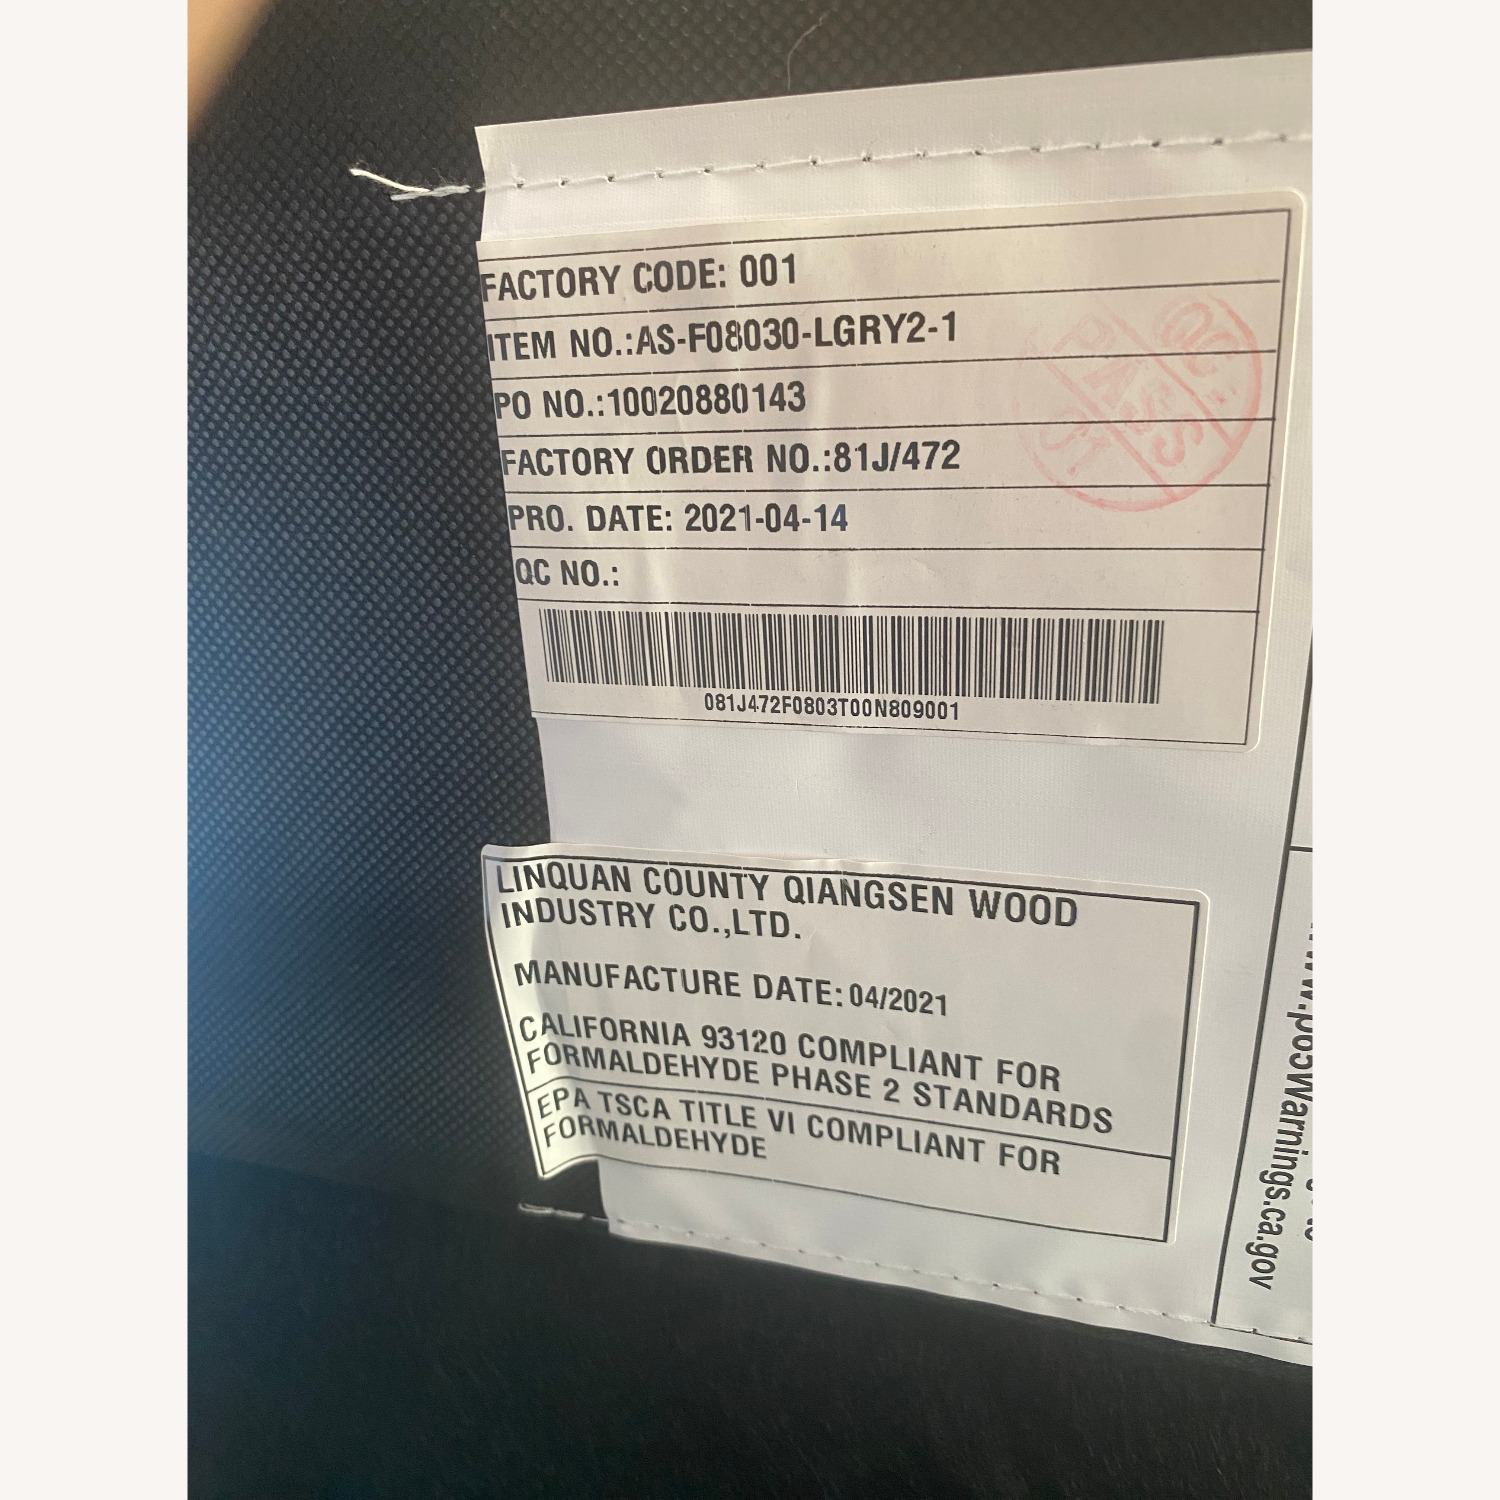 FACTORY CODE: 001
ITEM NO.:AS-F08030-LGRY2-1
PO NO.:10020880143
FACTORY ORDER NO.:81J/472
PRO. DATE: 2021-04-14
QC NO.:
QC
PASS
081J472F0803T00N809001
LINQUAN COUNTY QIANGSEN WOOD
INDUSTRY CO.,LTD.
MANUFACTURE DATE:04/2021
CALIFORNIA 93120 COMPLIANT FOR
FORMALDEHYDE PHASE 2 STANDARDS
EPA TSCA TITLE VI COMPLIANT FOR
FORMALDEHYDE
.p65warnings.ca.gov